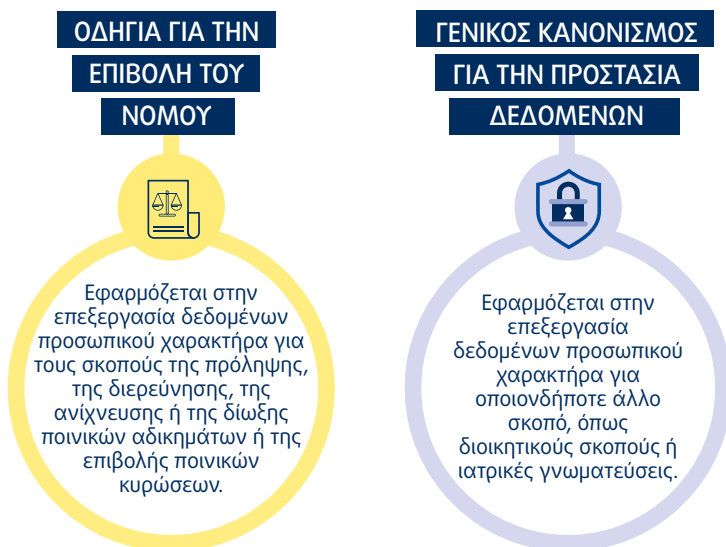 ΟΔΗΓΙΑ ΓΙΑ ΤΗΝ
ΕΠΙΒΟΛΗ ΤΟΥ
ΝΟΜΟΥ
Εφαρμόζεται στην
επεξεργασία δεδομένων
προσωπικού χαρακτήρα για
τους σκοπούς της πρόληψης,
της διερεύνησης, της
ανίχνευσης ή της δίωξης
ποινικών αδικημάτων ή της
επιβολής ποινικών
κυρώσεων.
ΓΕΝΙΚΟΣ ΚΑΝΟΝΙΣΜΟΣ
ΓΙΑ ΤΗΝ ΠΡΟΣΤΑΣΙΑ
ΔΕΔΟΜΕΝΩΝ
Εφαρμόζεται στην
επεξεργασία
δεδομένων προσωπικού
χαρακτήρα για
οποιονδήποτε άλλο
σκοπό, όπως
διοικητικούς σκοπούς ή
ιατρικές γνωματεύσεις.